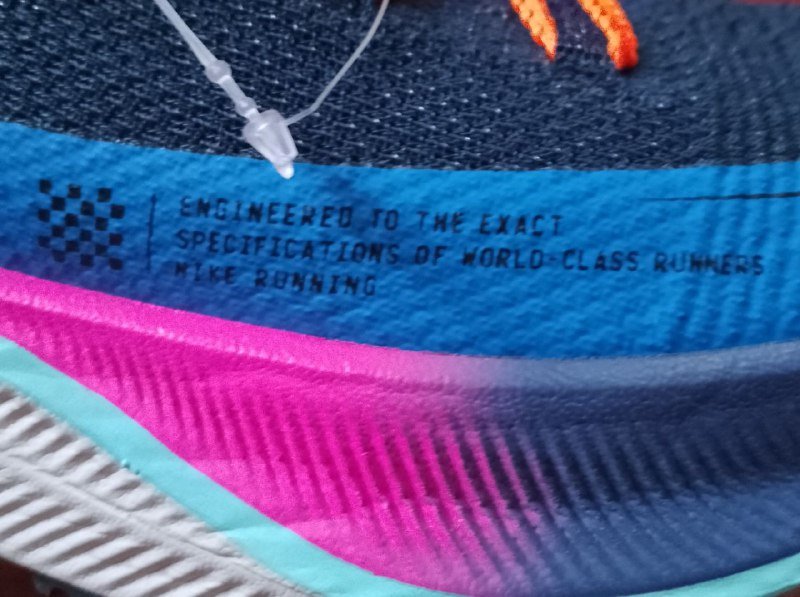 ENGINEERED TO THE EXACT
SPECIFICATIONS OF WORLD-CLASS RUNNERS
NIKE RUNNING